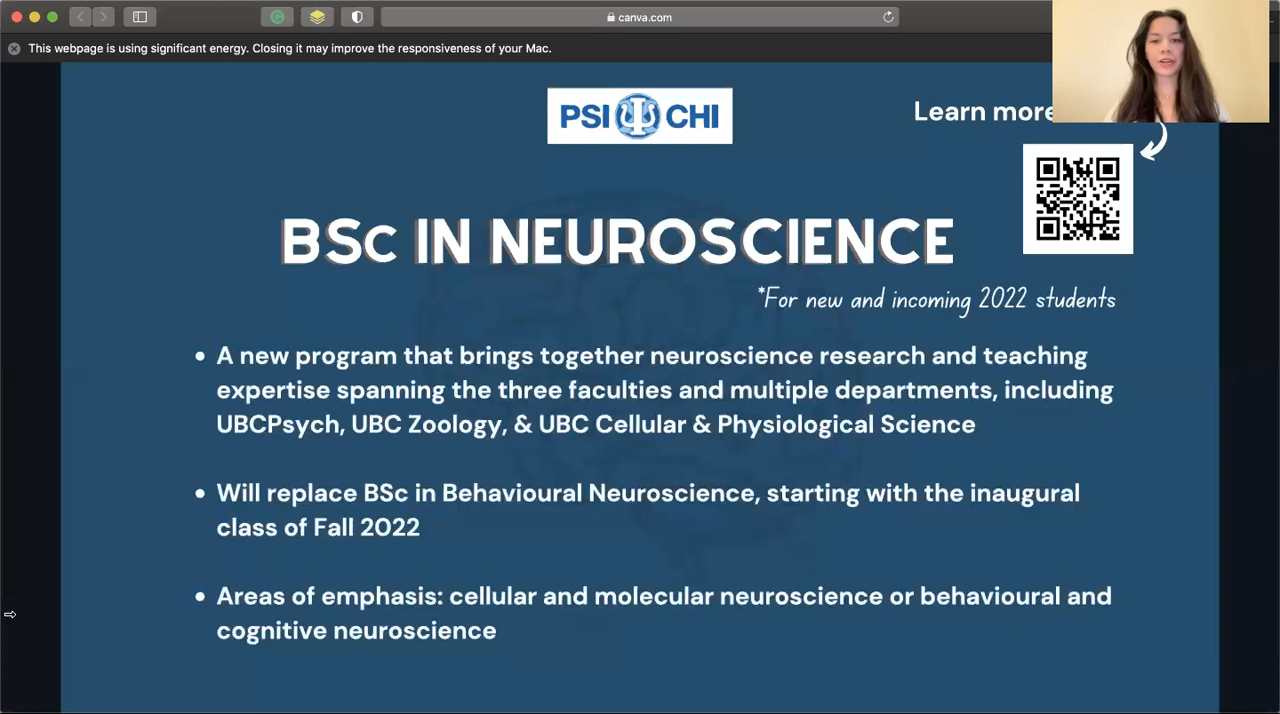 canva.com
This webpage is using significant energy. Closing it may improve the responsiveness of your Mac.
PSI Ψ CHI
Learn more
BSc IN NEUROSCIENCE
*For new and incoming 2022 students
• A new program that brings together neuroscience research and teaching
expertise spanning the three faculties and multiple departments, including
UBCPsych, UBC Zoology, & UBC Cellular & Physiological Science
• Will replace BSc in Behavioural Neuroscience, starting with the inaugural
class of Fall 2022
• Areas of emphasis: cellular and molecular neuroscience or behavioural and
cognitive neuroscience